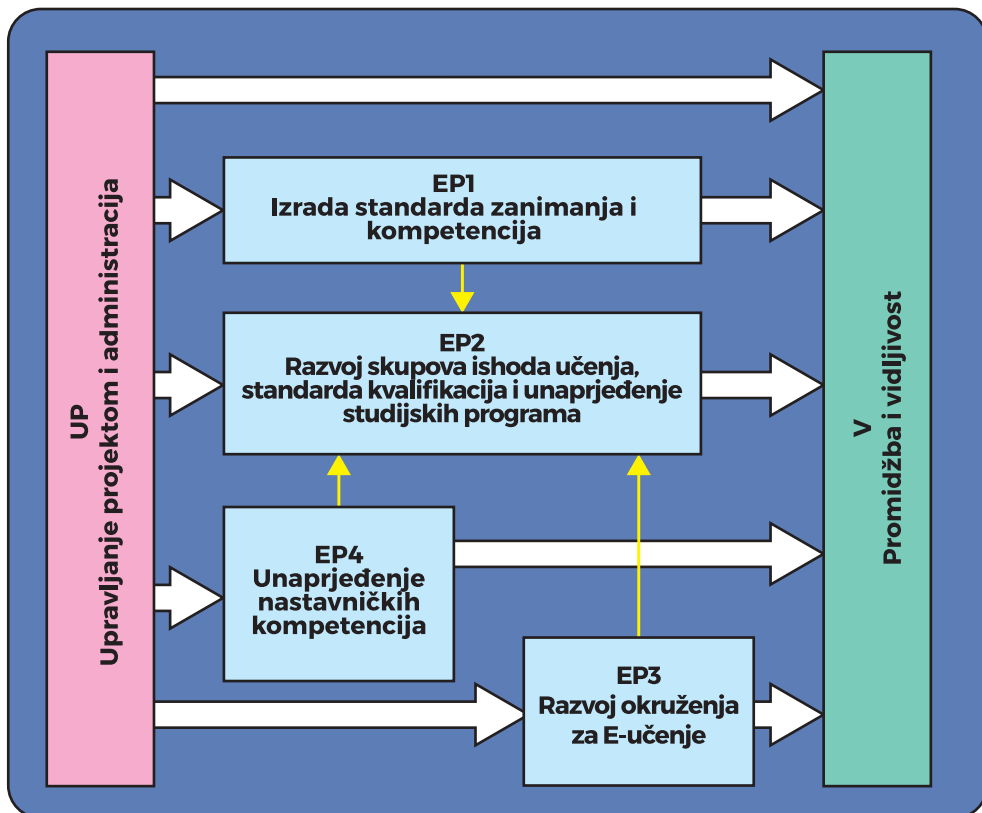 UP
Upravljanje projektom i administracija
EP1
Izrada standarda zanimanja i
kompetencija
EP2
Razvoj skupova ishoda učenja,
standarda kvalifikacija i unaprjeđenje
studijskih programa
EP4
Unaprjeđenje
nastavničkih
kompetencija
EP3
Razvoj okruženja
za E-učenje
V
Promidžba i vidljivost